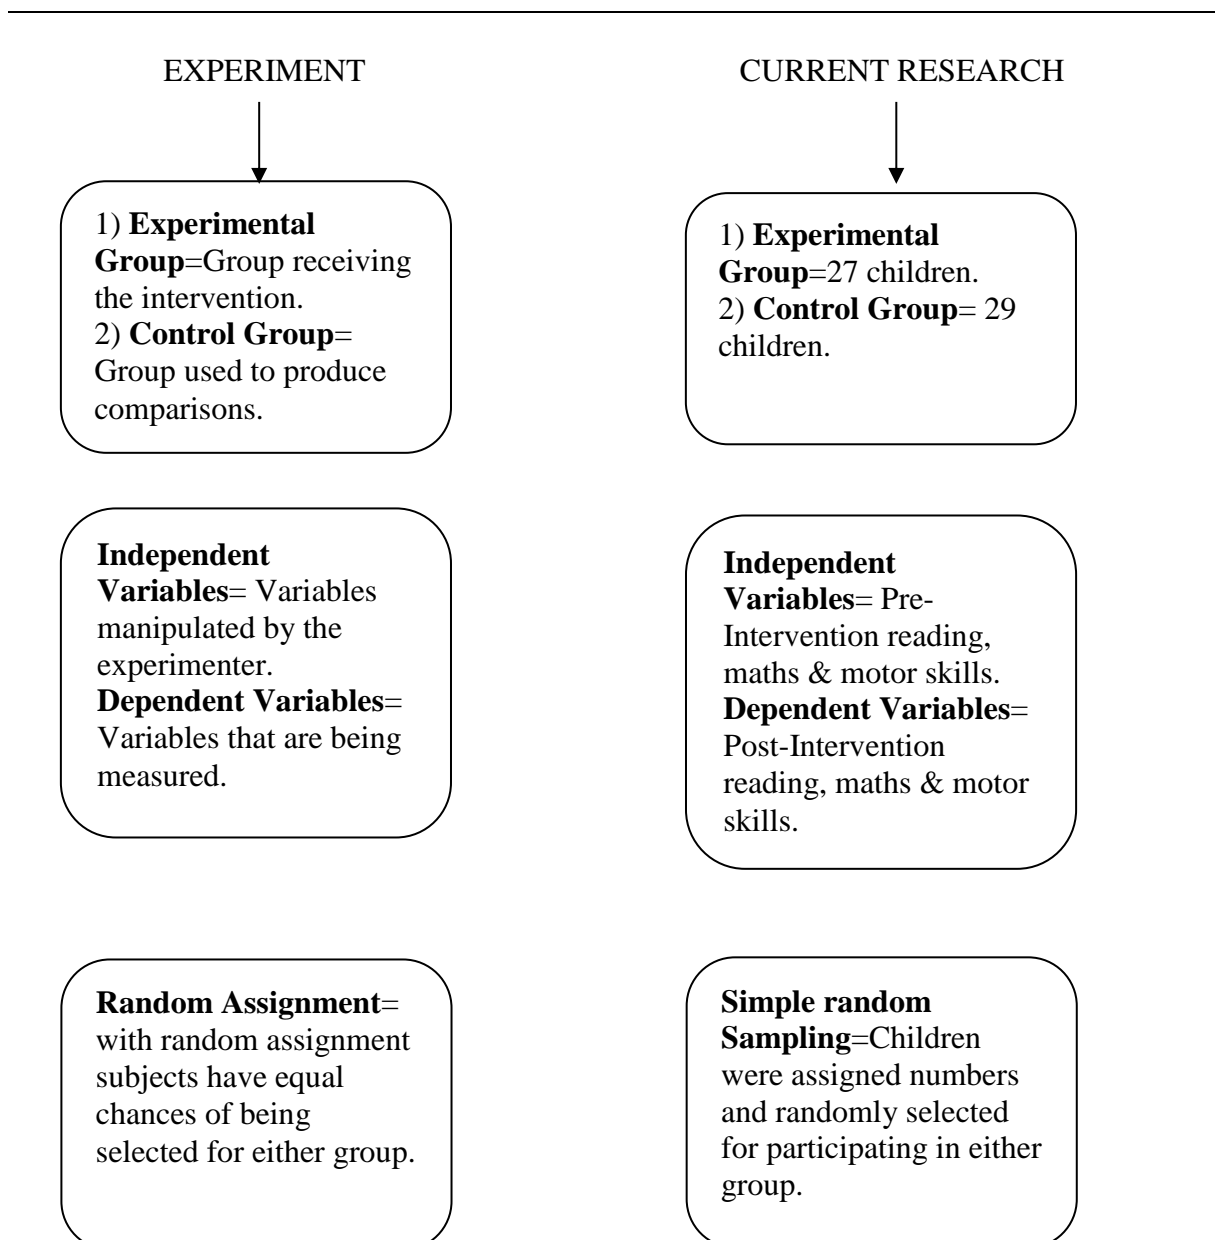 EXPERIMENT
1) Experimental
Group=Group receiving
the intervention.
2) Control Group=
Group used to produce
comparisons.
Independent
Variables= Variables
manipulated by the
experimenter.
Dependent Variables=
Variables that are being
measured.
Random Assignment=
with random assignment
subjects have equal
chances of being
selected for either group.
CURRENT RESEARCH
1) Experimental
Group=27 children.
2) Control Group= 29
children.
Independent
Variables= Pre-
Intervention reading,
maths & motor skills.
Dependent Variables=
Post-Intervention
reading, maths & motor
skills.
Simple random
Sampling=Children
were assigned numbers
and randomly selected
for participating in either
group.